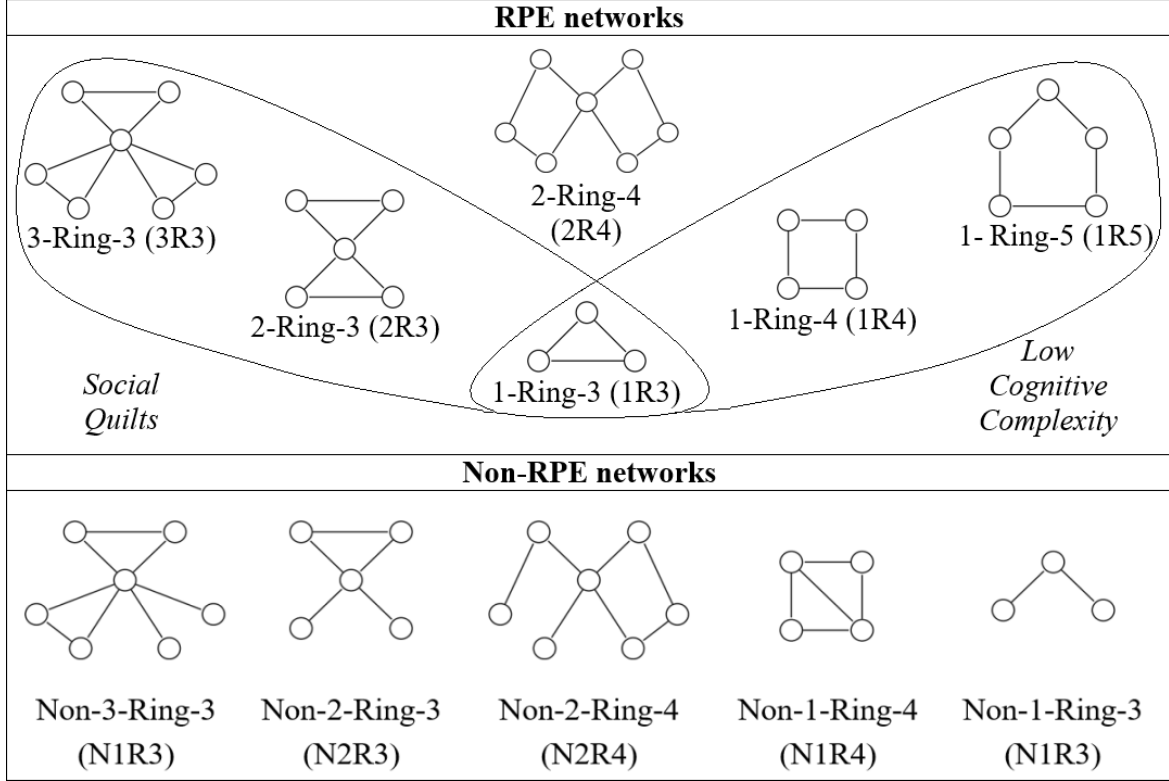 RPE networks
3-Ring-3 (3R3)
2-Ring-3 (2R3)
2-Ring-4
(2R4)
1-Ring-3 (1R3)
1-Ring-4 (1R4)
1- Ring-5 (1R5)
Social
Quilts
Low
Cognitive
Complexity
Non-RPE networks
Non-3-Ring-3
(N1R3)
Non-2-Ring-3
(N2R3)
Non-2-Ring-4
(N2R4)
Non-1-Ring-4
(N1R4)
Non-1-Ring-3
(N1R3)